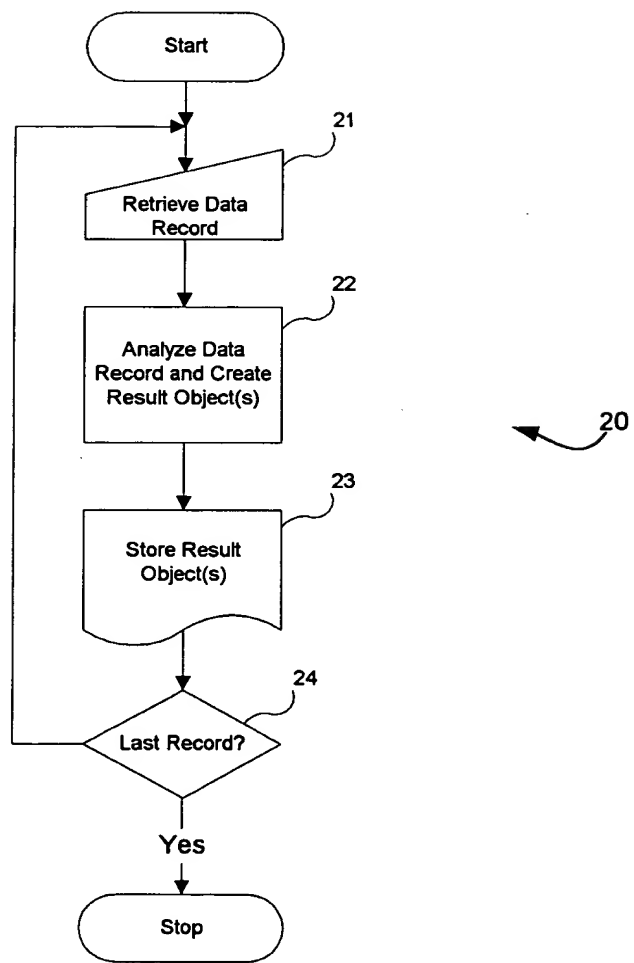 Start
21
Retrieve Data
Record
22
Analyze Data
Record and Create
Result Object(s)
20
23
Store Result
Object(s)
24
Last Record?
Yes
Stop